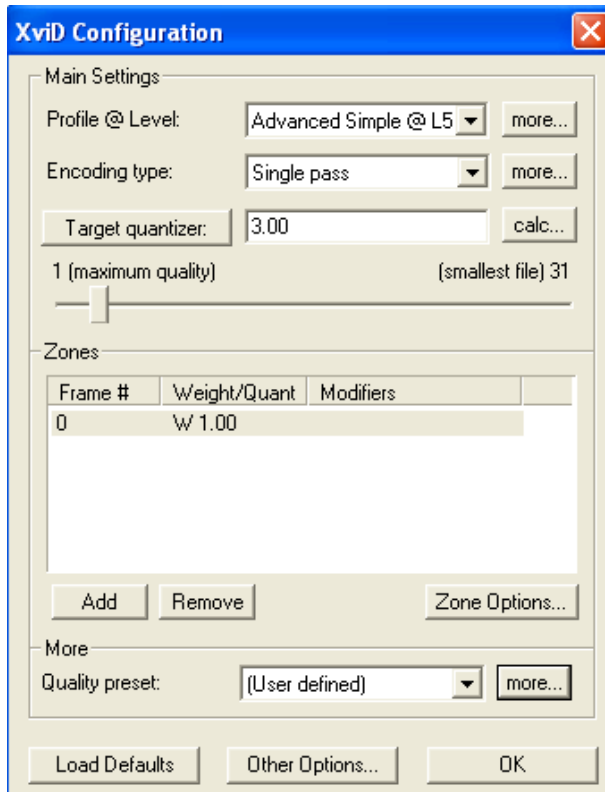 XviD Configuration
Main Settings
Profile @ Level: Advanced Simple @ L5 more...
Encoding type: Single pass more...
Target quantizer: 3.00 calc...
1 (maximum quality) (smallest file) 31
Zones
Frame # Weight/Quant Modifiers
0 W 1.00
Add Remove Zone Options...
More
Quality preset: (User defined) more...
Load Defaults Other Options... OK